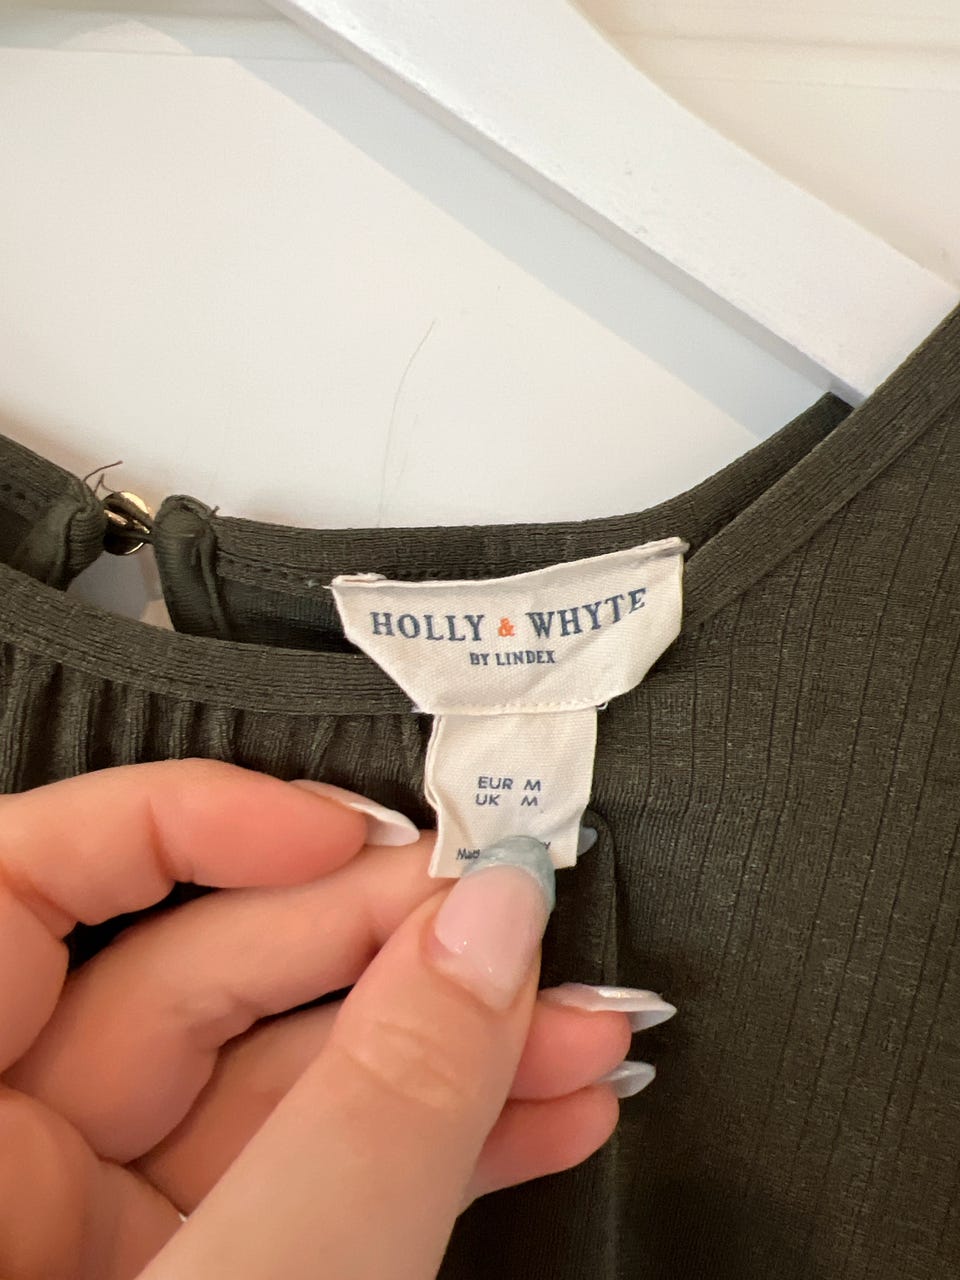 HOLLY & WHYTE
BY LINDEX
EUR M
UK M